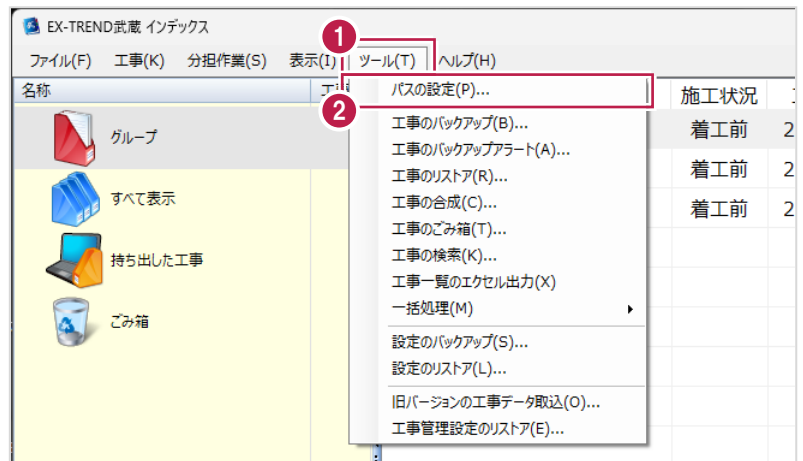 EX-TREND武蔵 インデックス
1
ファイル(F) 工事(K) 分担作業(S) 表示(I) ツール(T) ヘルプ(H)
名称
2
パスの設定(P)...
施工状況
グループ
すべて表示
持ち出した工事
ごみ箱
工事のバックアップ(B)...
工事のバックアップアラート(A)...
工事のリストア(R)...
工事の合成(C)...
工事のごみ箱(T)...
工事の検索(K)...
工事一覧のエクセル出力(X)
一括処理(M)
設定のバックアップ(S)...
設定のリストア(L)...
旧バージョンの工事データ取込(O)...
工事管理設定のリストア(E)...
着工前 2
着工前 2
着工前 2